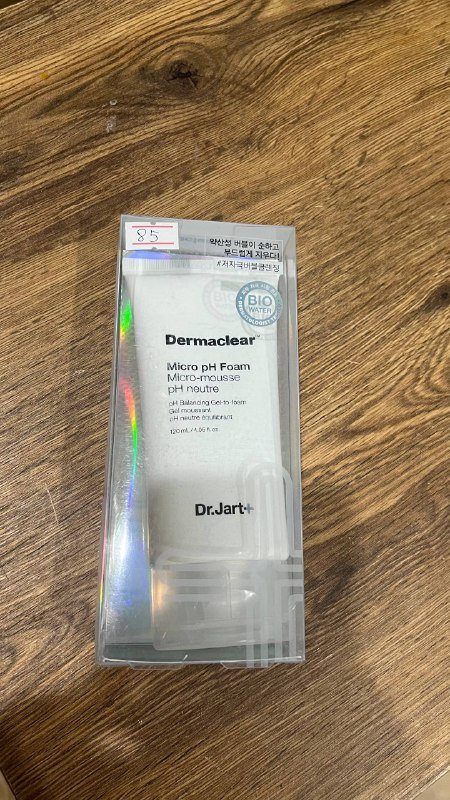 85
약산성 버블이 순하고
부드럽게 지우다!
#저자극버블클렌징
BIO
WATER
Dermaclear™
Micro pH Foam
Micro-mousse
pH neutre
pH Balancing Gel-to-foam
Gel moussant
pH neutre équilibrant
120 mL / 4.05 fl oz
Dr.Jart+